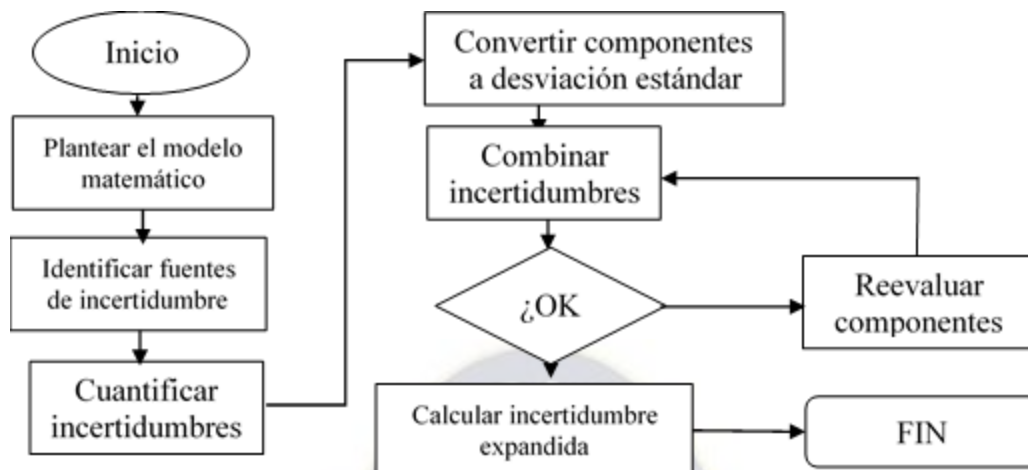 Inicio
Plantear el modelo
matemático
Identificar fuentes
de incertidumbre
Cuantificar
incertidumbres
Convertir componentes
a desviación estándar
Combinar
incertidumbres
¿OK
Reevaluar
componentes
Calcular incertidumbre
expandida
FIN